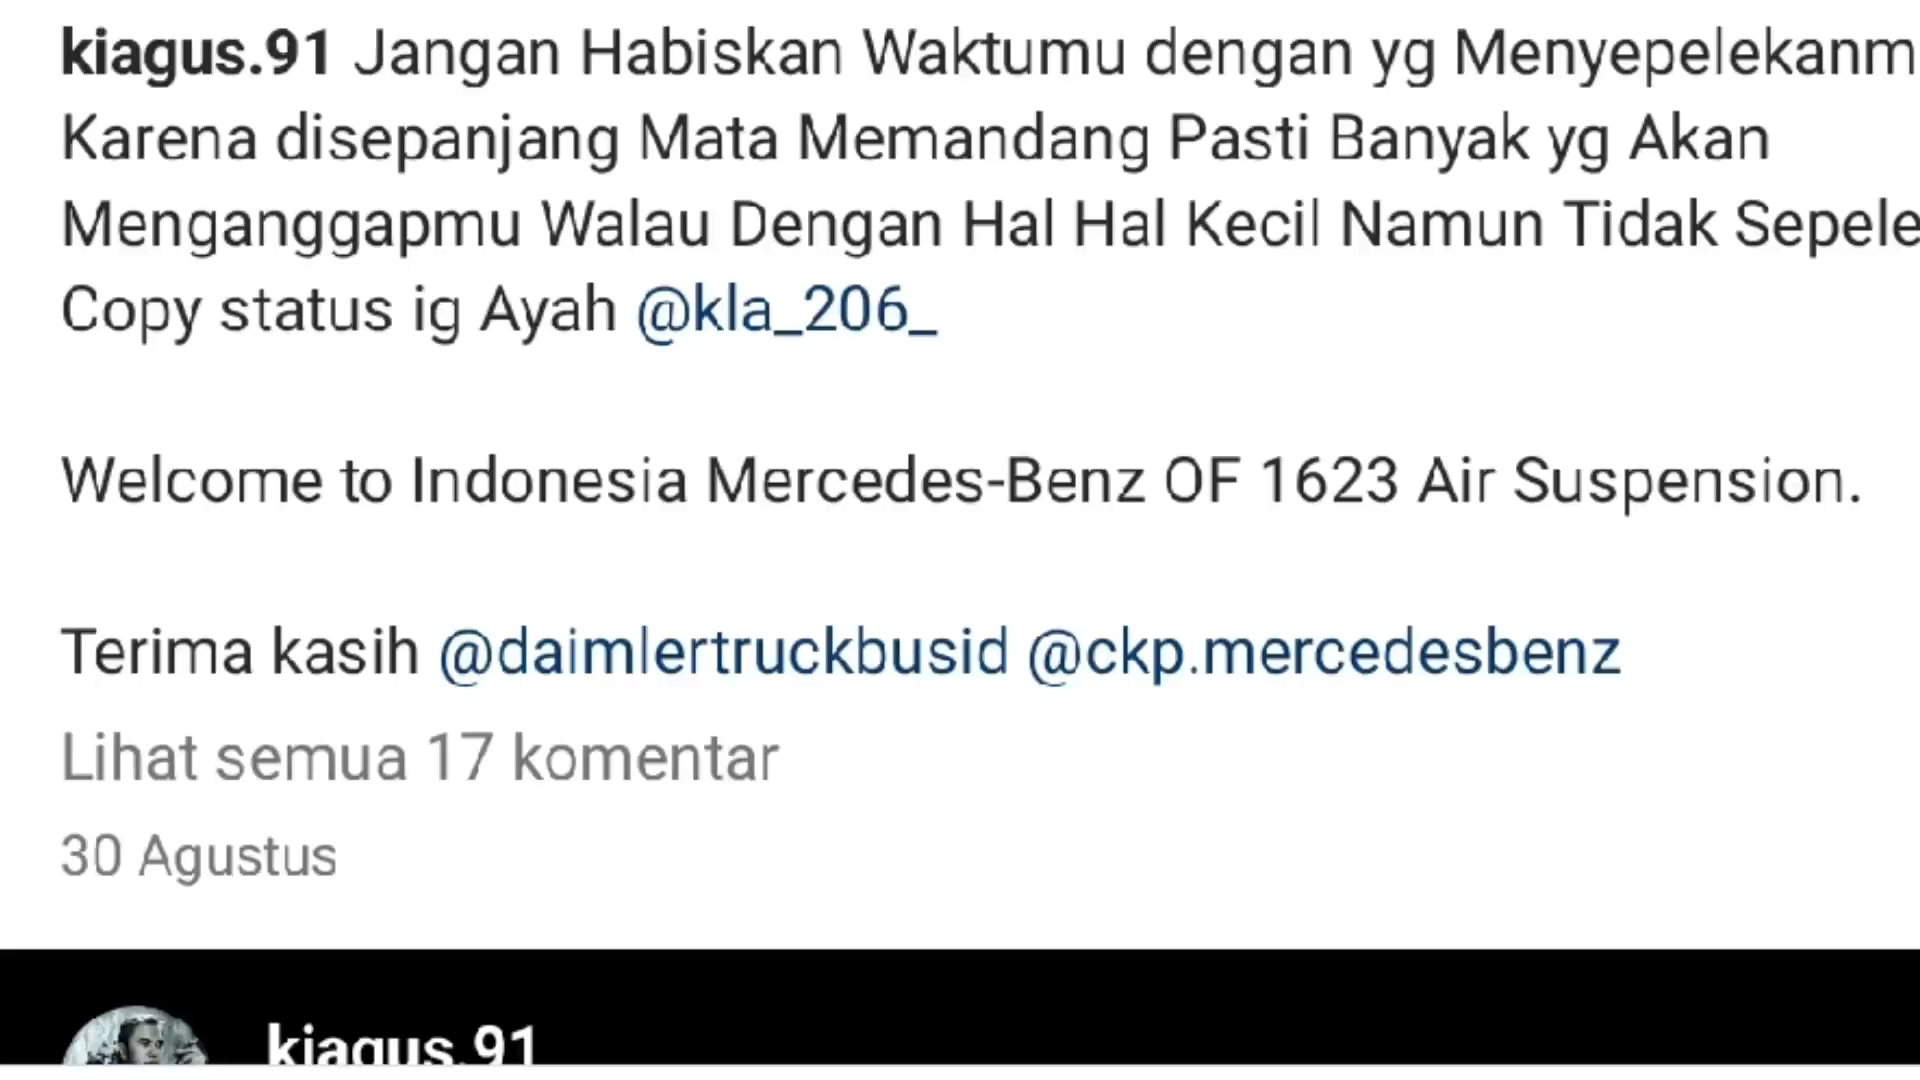 kiagus.91 Jangan Habiskan Waktumu dengan yg Menyepelekanm
Karena disepanjang Mata Memandang Pasti Banyak yg Akan
Menganggapmu Walau Dengan Hal Hal Kecil Namun Tidak Sepele
Copy status ig Ayah @kla_206_
Welcome to Indonesia Mercedes-Benz OF 1623 Air Suspension.
Terima kasih @daimlertruckbusid @ckp.mercedesbenz
Lihat semua 17 komentar
30 Agustus
kiagus.91